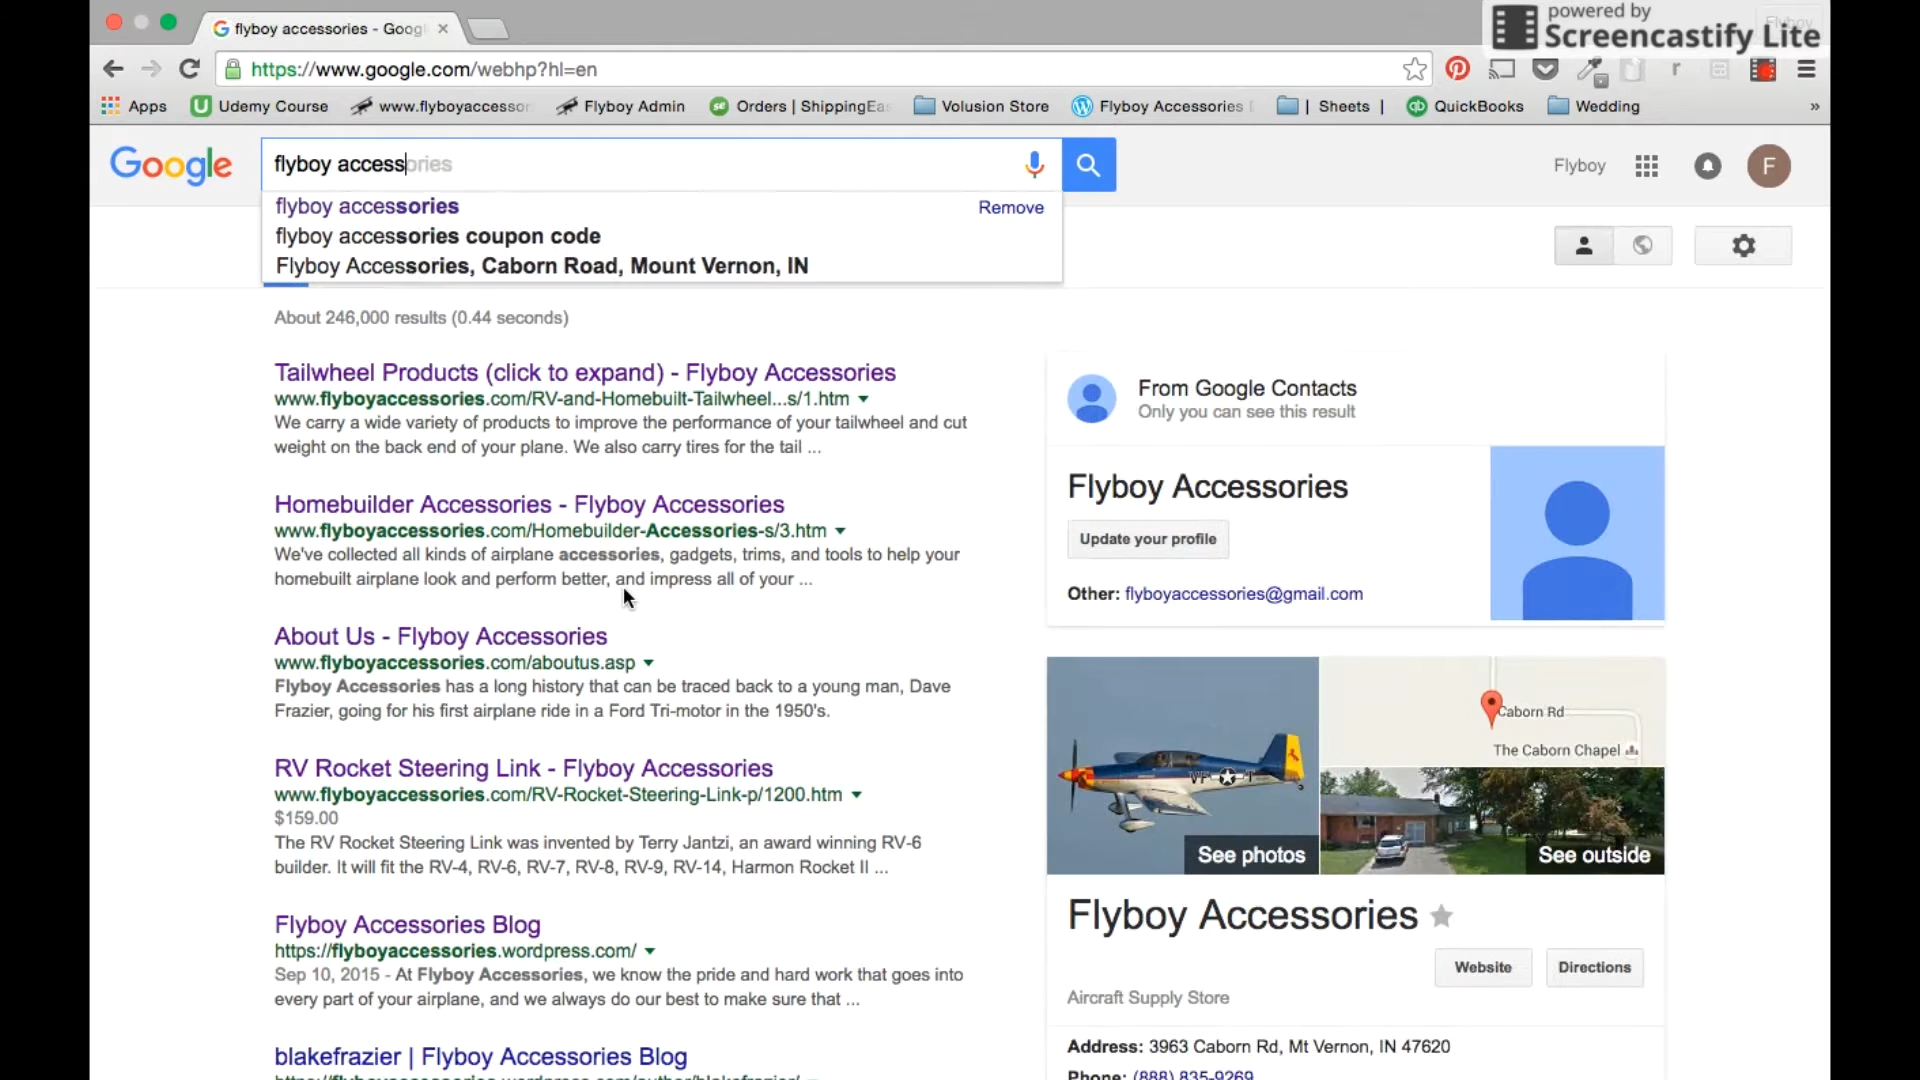 powered by
Screencastify Lite
flyboy accessories - Goog
https://www.google.com/webhp?hl=en
Apps
Udemy Course
www.flyboyaccessor
Flyboy Admin
Orders | ShippingEas
Volusion Store
Flyboy Accessories
| Sheets |
QuickBooks
Wedding
»
Google
flyboy accessories
Flyboy
F
flyboy accessories
Remove
flyboy accessories coupon code
Flyboy Accessories, Caborn Road, Mount Vernon, IN
About 246,000 results (0.44 seconds)
Tailwheel Products (click to expand) - Flyboy Accessories
www.flyboyaccessories.com/RV-and-Homebuilt-Tailwheel...s/1.htm
We carry a wide variety of products to improve the performance of your tailwheel and cut
weight on the back end of your plane. We also carry tires for the tail ...
Homebuilder Accessories - Flyboy Accessories
www.flyboyaccessories.com/Homebuilder-Accessories-s/3.htm
We've collected all kinds of airplane accessories, gadgets, trims, and tools to help your
homebuilt airplane look and perform better, and impress all of your ...
About Us - Flyboy Accessories
www.flyboyaccessories.com/aboutus.asp
Flyboy Accessories has a long history that can be traced back to a young man, Dave
Frazier, going for his first airplane ride in a Ford Tri-motor in the 1950's.
RV Rocket Steering Link - Flyboy Accessories
www.flyboyaccessories.com/RV-Rocket-Steering-Link-p/1200.htm
$159.00
The RV Rocket Steering Link was invented by Terry Jantzi, an award winning RV-6
builder. It will fit the RV-4, RV-6, RV-7, RV-8, RV-9, RV-14, Harmon Rocket II ...
Flyboy Accessories Blog
https://flyboyaccessories.wordpress.com/
Sep 10, 2015 - At Flyboy Accessories, we know the pride and hard work that goes into
every part of your airplane, and we always do our best to make sure that ...
blakefrazier | Flyboy Accessories Blog
https://flyboyaccessories.wordpress.com/author/blakefrazier/
From Google Contacts
Only you can see this result
Flyboy Accessories
Update your profile
Other: flyboyaccessories@gmail.com
Caborn Rd
The Caborn Chapel
See photos
See outside
Flyboy Accessories
Website
Directions
Aircraft Supply Store
Address: 3963 Caborn Rd, Mt Vernon, IN 47620
Phone: (888) 835-9269